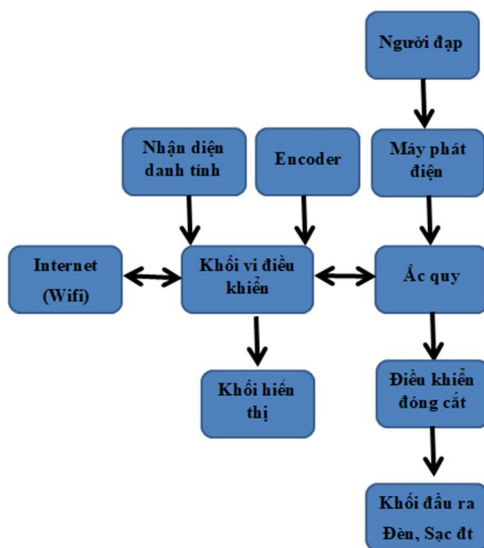 Người đạp
Nhận diện
danh tính
Encoder
Máy phát
điện
Internet
(Wifi)
Khối vi điều
khiển
Ắc quy
Khối hiển
thị
Điều khiển
đóng cắt
Khối đầu ra
Đèn, Sạc đt